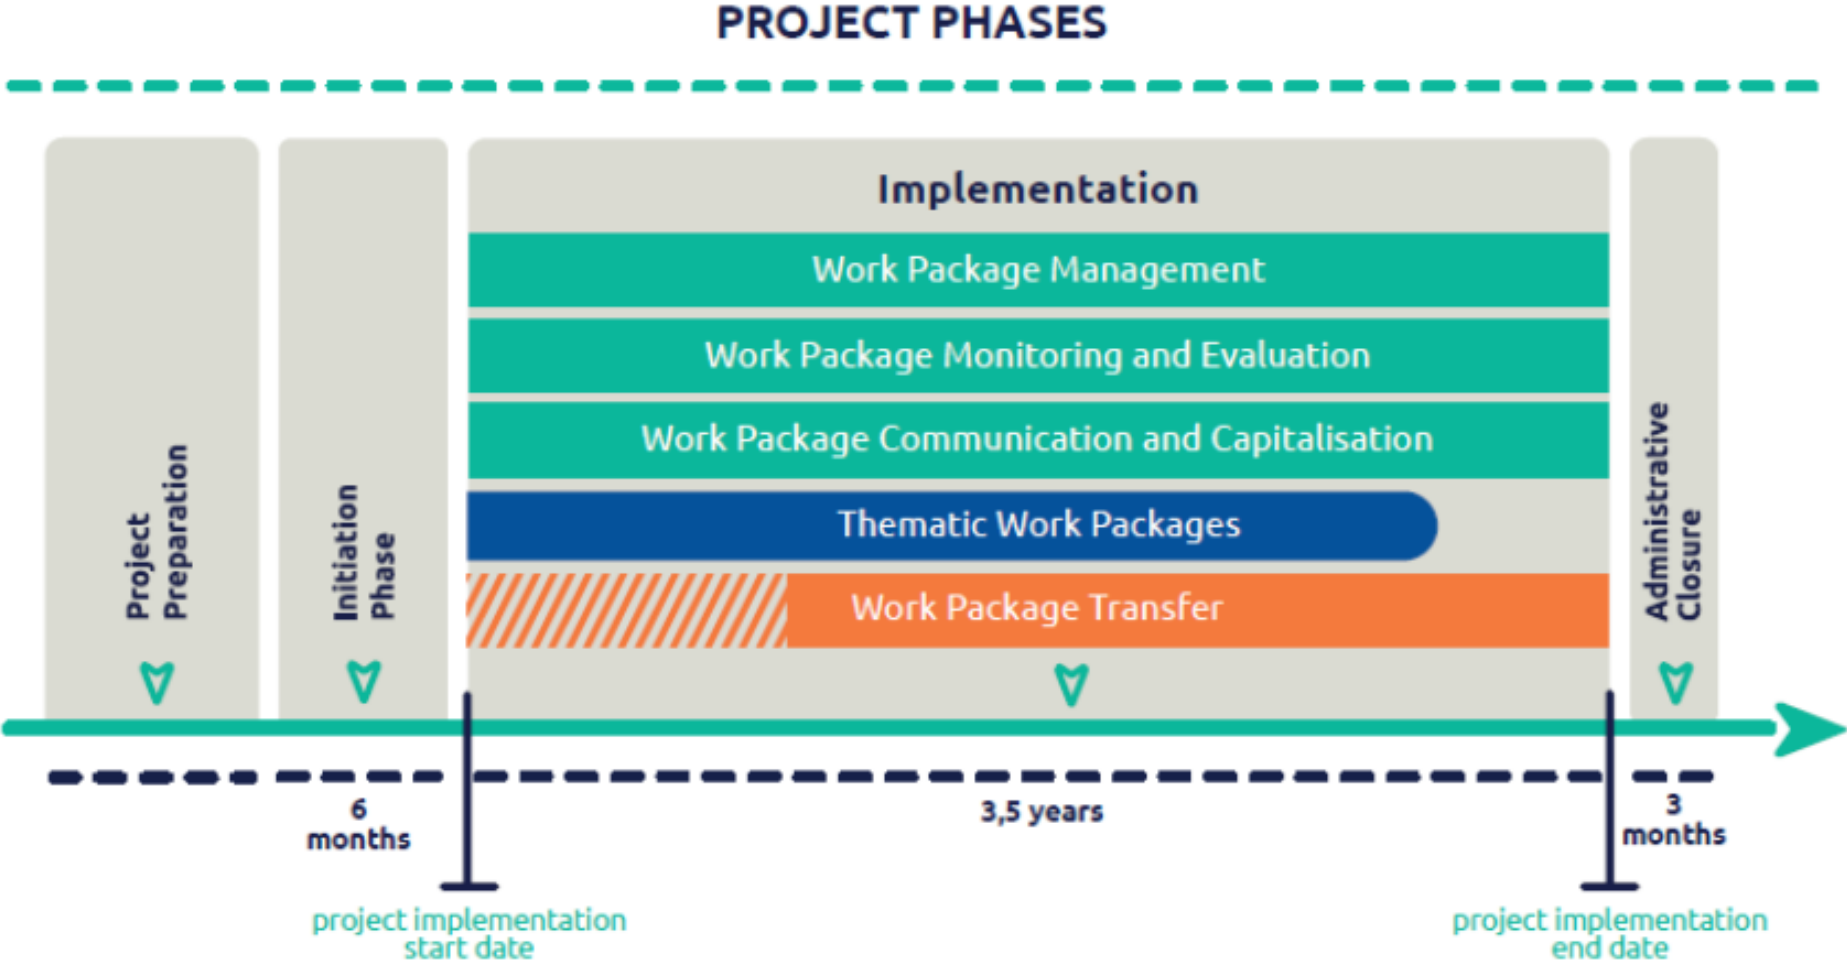 PROJECT PHASES
Project
Preparation
Initiation
Phase
Implementation
Work Package Management
Work Package Monitoring and Evaluation
Work Package Communication and Capitalisation
Thematic Work Packages
Work Package Transfer
Administrative
Closure
6
months
3,5 years
3
months
project implementation
start date
project implementation
end date